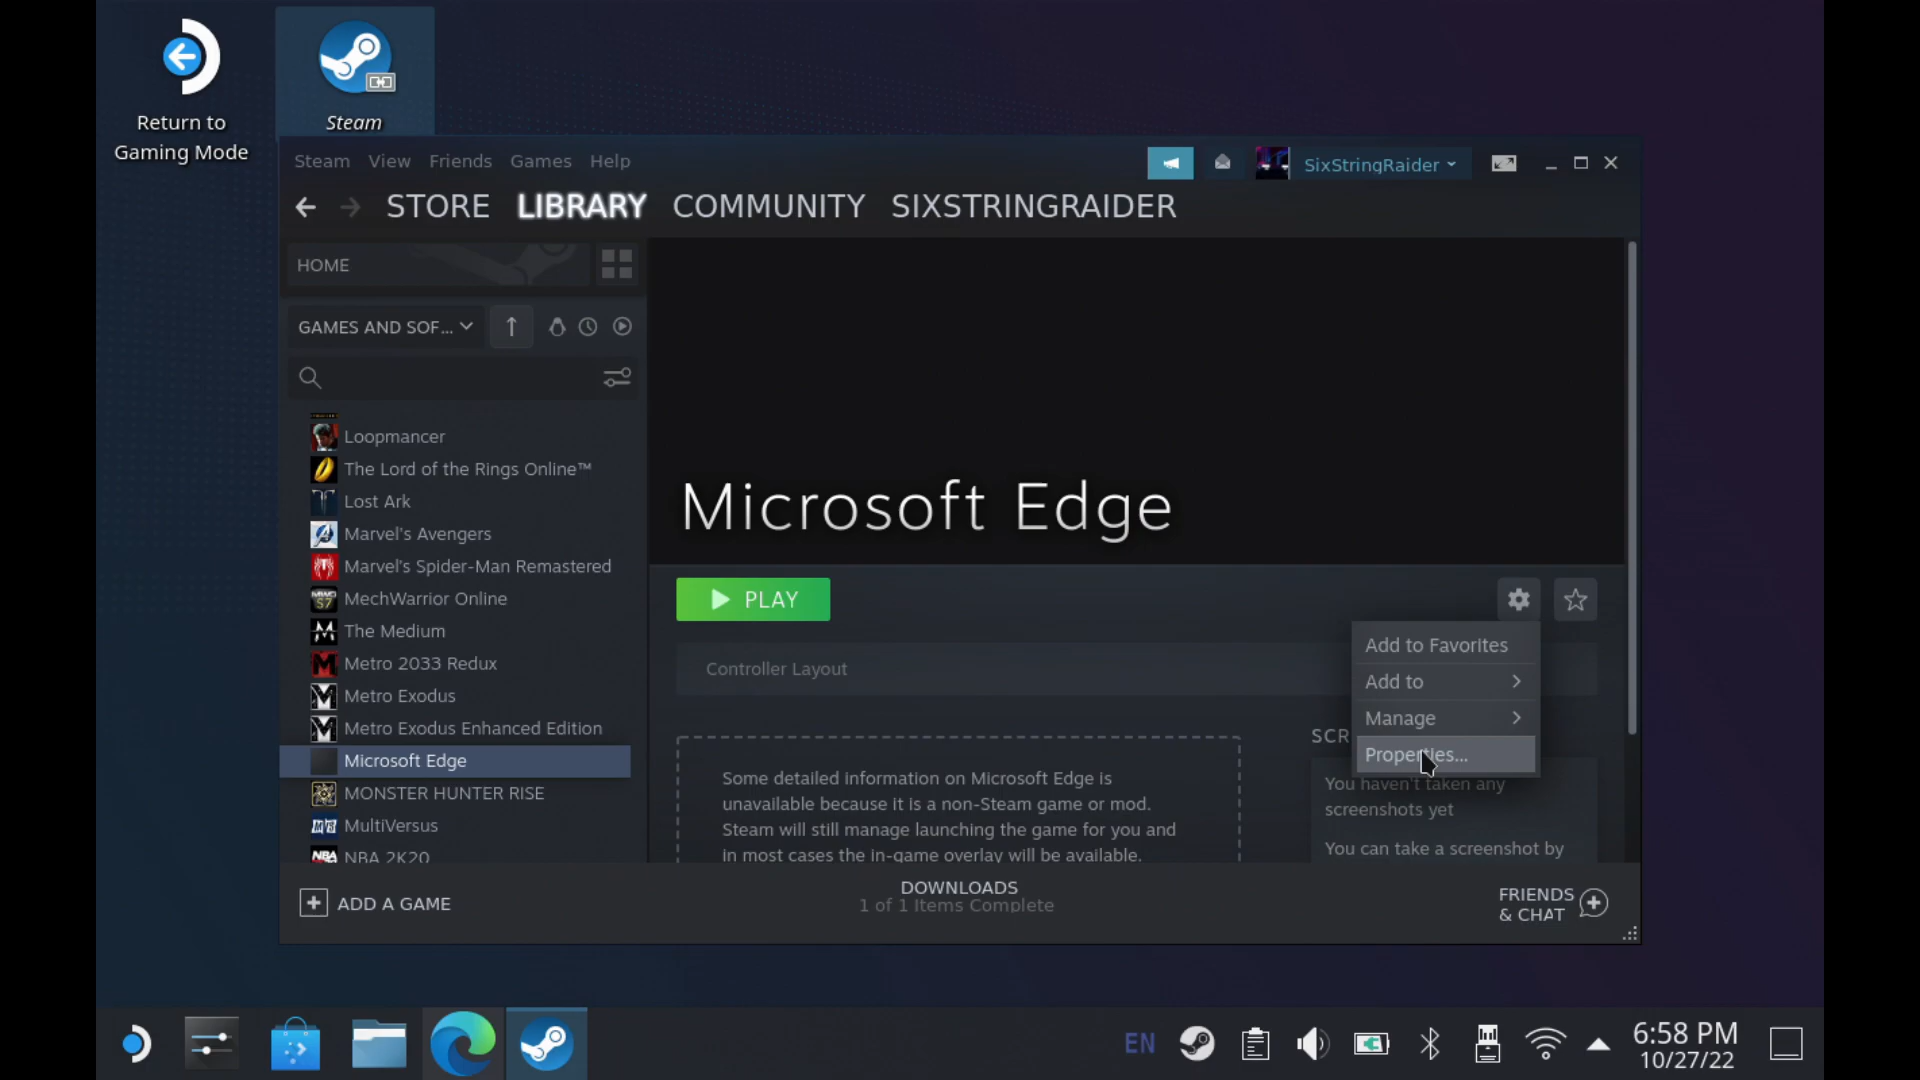 Return to
Gaming Mode
Steam
Steam View Friends Games Help
SixStringRaider
STORE LIBRARY COMMUNITY SIXSTRINGRAIDER
HOME
GAMES AND SOF...
Loopmancer
The Lord of the Rings Online™
Lost Ark
Marvel's Avengers
Marvel's Spider-Man Remastered
MechWarrior Online
The Medium
Metro 2033 Redux
Metro Exodus
Metro Exodus Enhanced Edition
Microsoft Edge
MONSTER HUNTER RISE
MultiVersus
NBA 2K20
Microsoft Edge
PLAY
Controller Layout
Add to Favorites
Add to
Manage
Properties...
Some detailed information on Microsoft Edge is
unavailable because it is a non-Steam game or mod.
Steam will still manage launching the game for you and
in most cases the in-game overlay will be available.
SCR
You haven't taken any
screenshots yet
You can take a screenshot by
ADD A GAME
DOWNLOADS
1 of 1 Items Complete
FRIENDS
& CHAT
EN
6:58 PM
10/27/22